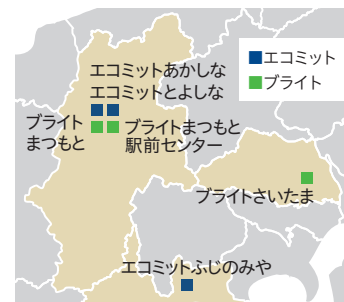 エコミット
ブライト
エコミットあかしな
エコミットとよしな
ブライト
まつもと
ブライトまつもと
駅前センター
ブライトさいたま
エコミットふじのみや